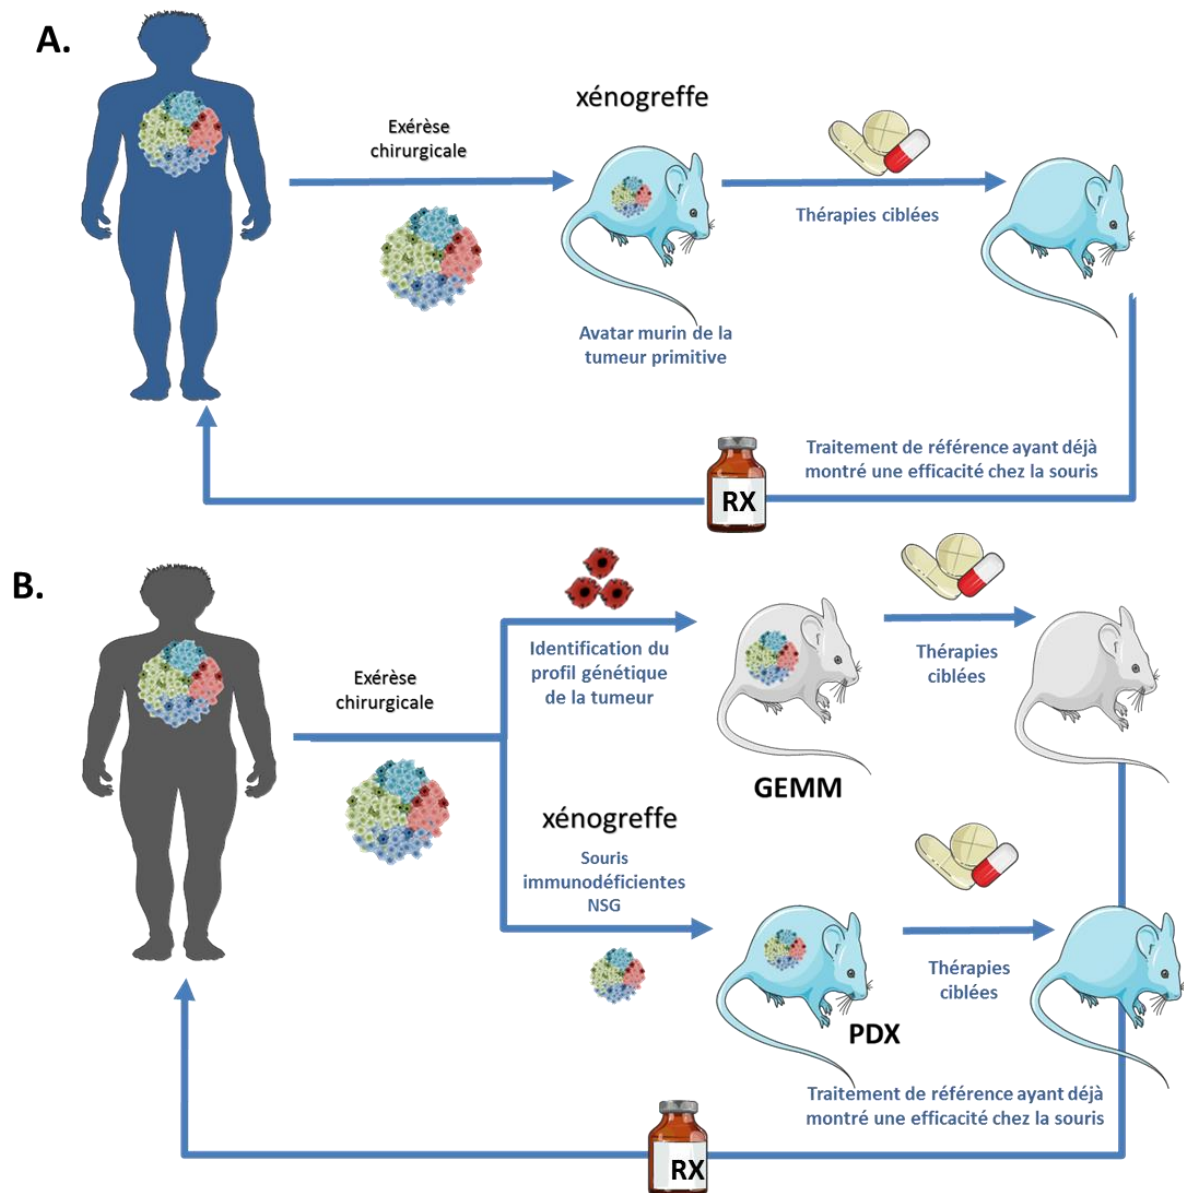 A.
Exérèse
chirurgicale
xénogreffe
Thérapies ciblées
Avatar murin de la
tumeur primitive
Traitement de référence ayant déjà
montré une efficacité chez la souris
RX
B.
Exérèse
chirurgicale
Identification du
profil génétique
de la tumeur
Thérapies
ciblées
GEMM
xénogreffe
Souris
immunodéficientes
NSG
Thérapies
ciblées
PDX
Traitement de référence ayant déjà
montré une efficacité chez la souris
RX